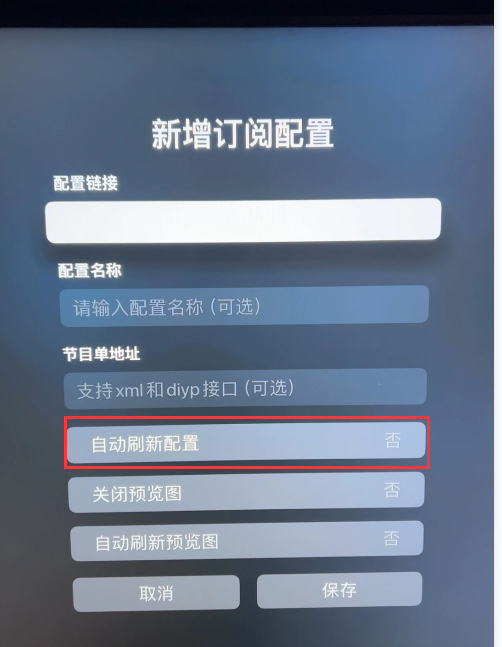 新增订阅配置
配置链接
配置名称
请输入配置名称（可选）
节目单地址
支持xml和diyp接口（可选）
自动刷新配置 否
关闭预览图 否
自动刷新预览图 否
取消 保存